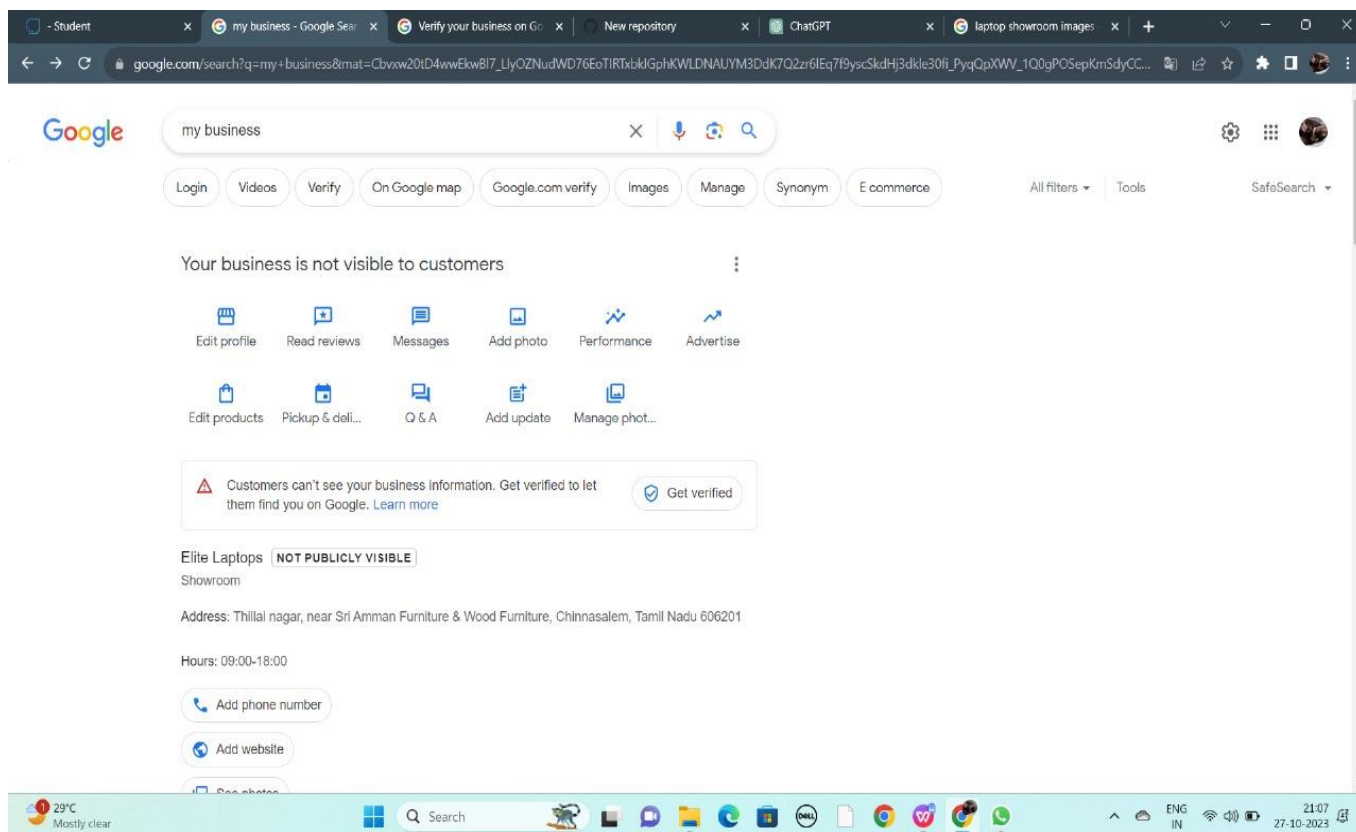 - Student
my business - Google Sear
Verify your business on Go
New repository
ChatGPT
laptop showroom images
google.com/search?q=my+business&mat=
Google
my business
Login
Videos
Verify
On Google map
Google.com verify
Images
Manage
Synonym
E commerce
All filters
Tools
SafeSearch
Your business is not visible to customers
Edit profile
Read reviews
Messages
Add photo
Performance
Advertise
Edit products
Pickup & deli...
Q & A
Add update
Manage phot...
Customers can't see your business information. Get verified to let
them find you on Google. Learn more
Get verified
Elite Laptops NOT PUBLICLY VISIBLE
Showroom
Address: Thillai nagar, near Sri Amman Furniture & Wood Furniture, Chinnasalem, Tamil Nadu 606201
Hours: 09:00-18:00
Add phone number
Add website
See photos
1
29°C
Mostly clear
Search
DELL
ENG
IN
21:07
27-10-2023